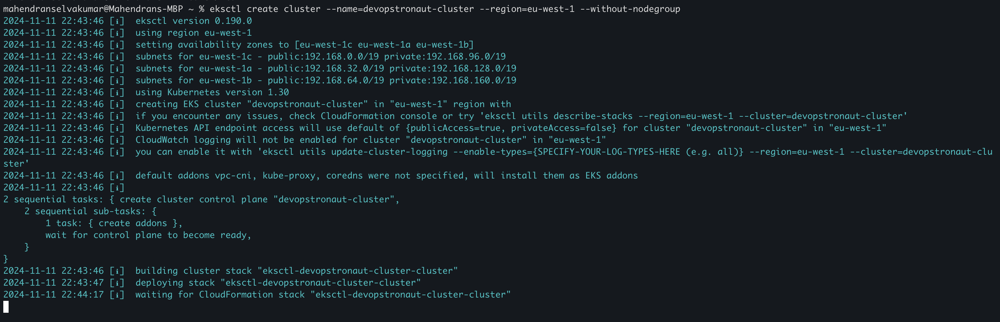 mahendranselvakumar@Mahendrans-MBP ~ % eksctl create cluster --name=devopstronaut-cluster --region=eu-west-1 --without-nodegroup
2024-11-11 22:43:46 [ℹ]  eksctl version 0.190.0
2024-11-11 22:43:46 [ℹ]  using region eu-west-1
2024-11-11 22:43:46 [ℹ]  setting availability zones to [eu-west-1c eu-west-1a eu-west-1b]
2024-11-11 22:43:46 [ℹ]  subnets for eu-west-1c - public:192.168.0.0/19 private:192.168.96.0/19
2024-11-11 22:43:46 [ℹ]  subnets for eu-west-1a - public:192.168.32.0/19 private:192.168.128.0/19
2024-11-11 22:43:46 [ℹ]  subnets for eu-west-1b - public:192.168.64.0/19 private:192.168.160.0/19
2024-11-11 22:43:46 [ℹ]  using Kubernetes version 1.30
2024-11-11 22:43:46 [ℹ]  creating EKS cluster "devopstronaut-cluster" in "eu-west-1" region with
2024-11-11 22:43:46 [ℹ]  if you encounter any issues, check CloudFormation console or try 'eksctl utils describe-stacks --region=eu-west-1 --cluster=devopstronaut-cluster'
2024-11-11 22:43:46 [ℹ]  Kubernetes API endpoint access will use default of {publicAccess=true, privateAccess=false} for cluster "devopstronaut-cluster" in "eu-west-1"
2024-11-11 22:43:46 [ℹ]  CloudWatch logging will not be enabled for cluster "devopstronaut-cluster" in "eu-west-1"
2024-11-11 22:43:46 [ℹ]  you can enable it with 'eksctl utils update-cluster-logging --enable-types={SPECIFY-YOUR-LOG-TYPES-HERE (e.g. all)} --region=eu-west-1 --cluster=devopstronaut-clu
ster'
2024-11-11 22:43:46 [ℹ]  default addons vpc-cni, kube-proxy, coredns were not specified, will install them as EKS addons
2024-11-11 22:43:46 [ℹ]
2 sequential tasks: { create cluster control plane "devopstronaut-cluster",
    2 sequential sub-tasks: {
        1 task: { create addons },
        wait for control plane to become ready,
    }
}
2024-11-11 22:43:46 [ℹ]  building cluster stack "eksctl-devopstronaut-cluster-cluster"
2024-11-11 22:43:47 [ℹ]  deploying stack "eksctl-devopstronaut-cluster-cluster"
2024-11-11 22:44:17 [ℹ]  waiting for CloudFormation stack "eksctl-devopstronaut-cluster-cluster"